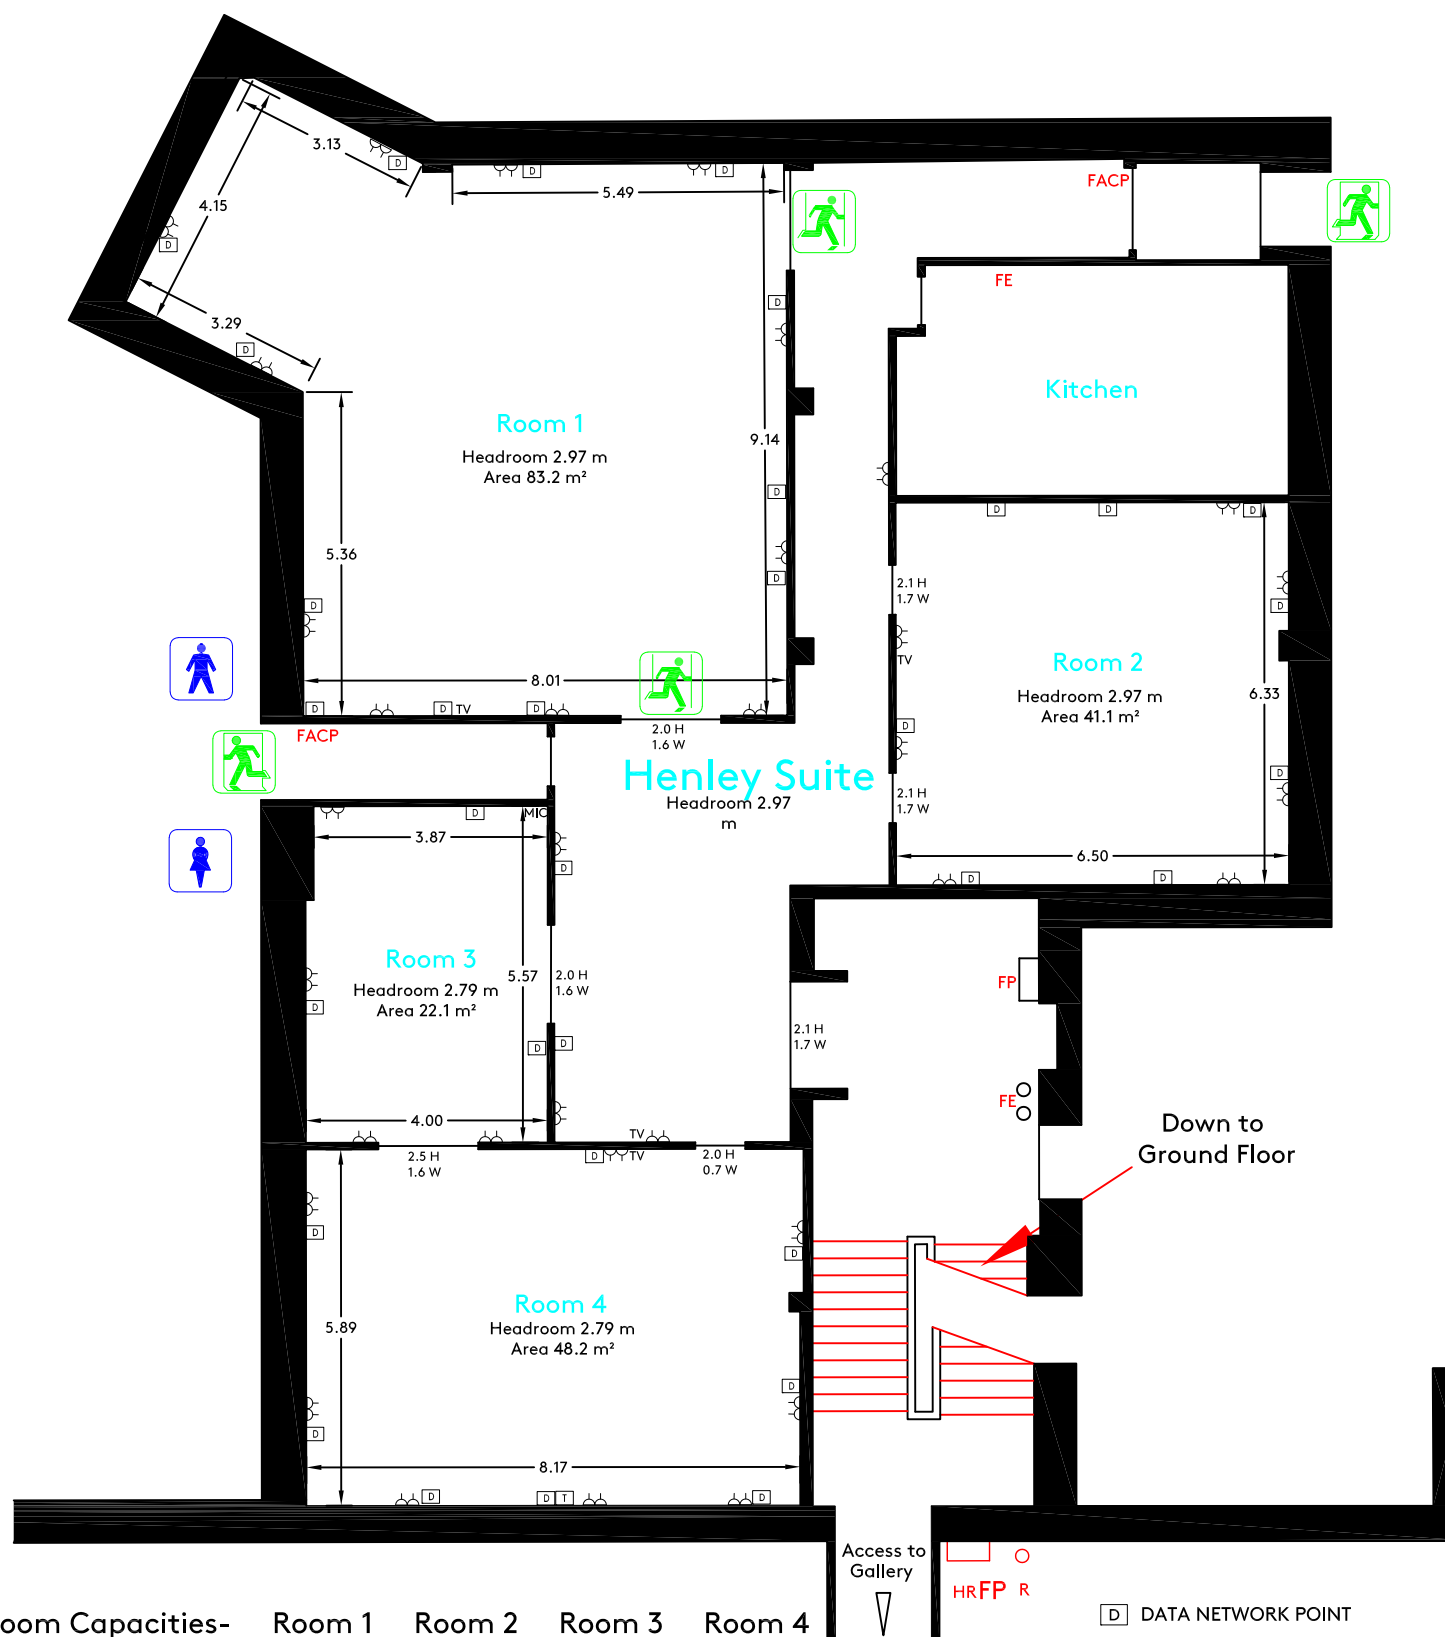 3.13
D
D
D
5.49
FACP
4.15
D
3.29
D
D
FE
Kitchen
Room 1
Headroom 2.97 m
Area 83.2 m²
9.14
D
D
5.36
D
D
D
D
D
2.1 H
1.7 W
D
D
TV
Room 2
Headroom 2.97 m
Area 41.1 m²
6.33
8.01
D
D TV
D
FACP
2.0 H
1.6 W
D
Henley Suite
Headroom 2.97
m
D
2.1 H
1.7 W
D
MIC
3.87
D
6.50
D
D
Room 3
Headroom 2.79 m
Area 22.1 m²
5.57
2.0 H
1.6 W
FP
D
D
D
2.1 H
1.7 W
FE
4.00
Down to
Ground Floor
TV
2.5 H
1.6 W
D
TV
2.0 H
0.7 W
D
D
Room 4
Headroom 2.79 m
Area 48.2 m²
5.89
D
D
8.17
D
D T
D
Access to
Gallery
HR FP R
D DATA NETWORK POINT
oom Capacities- Room 1 Room 2 Room 3 Room 4